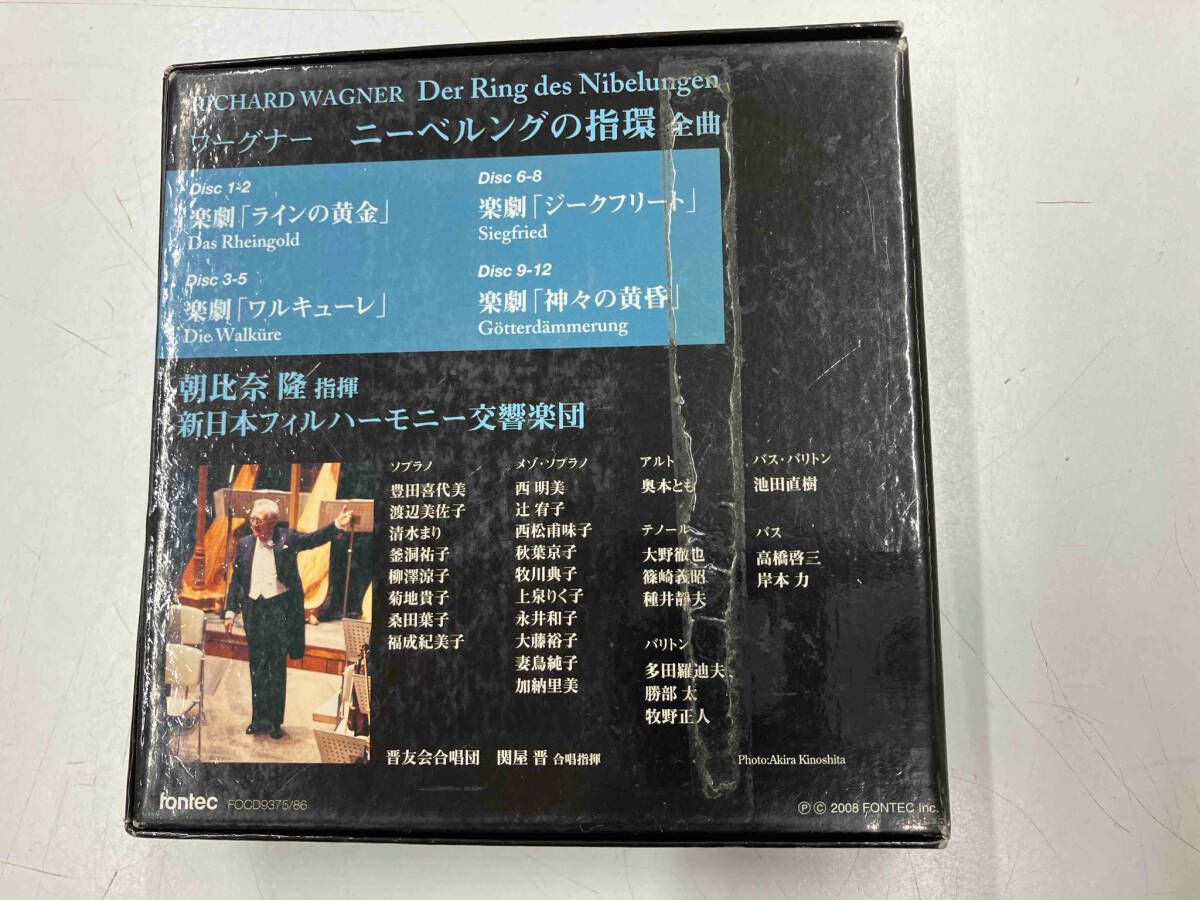 RICHARD WAGNER Der Ring des Nibelungen
ワーグナー ニーベルングの指環 全曲
Disc 1-2
楽劇「ラインの黄金」
Das Rheingold
Disc 3-5
楽劇「ワルキューレ」
Die Walküre
Disc 6-8
楽劇「ジークフリート」
Siegfried
Disc 9-12
楽劇「神々の黄昏」
Götterdämmerung
朝比奈 隆 指揮
新日本フィルハーモニー交響楽団
ソプラノ
豊田喜代美
渡辺美佐子
清水まり
釜洞祐子
柳澤涼子
菊地貴子
桑田葉子
福成紀美子
メゾ・ソプラノ
西 明美
辻 宥子
西松甫味子
秋葉京子
牧川典子
上泉りく子
永井和子
大藤裕子
妻鳥純子
加納里美
アルト
奥本とも
テノール
大野徹也
篠崎義昭
種井静夫
バリトン
多田羅迪夫
勝部 太
牧野正人
バス・バリトン
池田直樹
バス
高橋啓三
岸本 力
晋友会合唱団 関屋 晋 合唱指揮
Photo:Akira Kinoshita
fontec FOCD9375/86
Ⓟ Ⓒ 2008 FONTEC Inc.